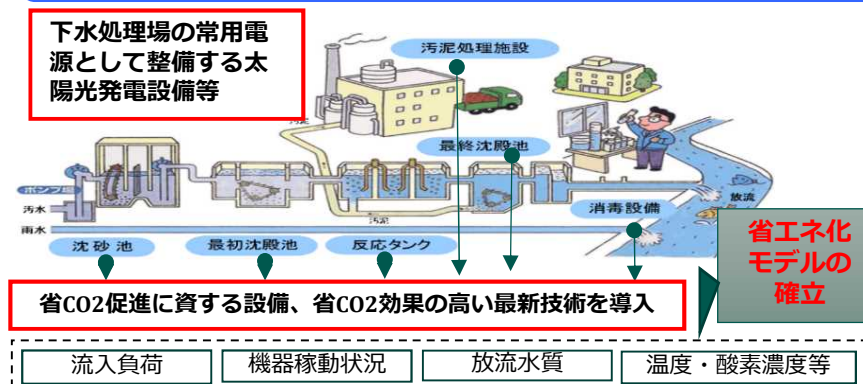 下水処理場の常用電
源として整備する太
陽光発電設備等
汚泥処理施設
汚泥
最終沈殿池
ポンプ場
汚水
汚泥
消毒設備
放流
雨水
沈砂池
最初沈殿池
反応タンク
省エネ化
モデルの
確立
省CO2促進に資する設備、省CO2効果の高い最新技術を導入
流入負荷
機器稼動状況
放流水質
温度・酸素濃度等